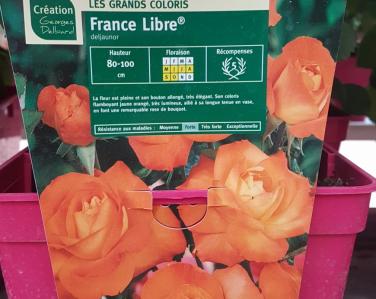 LES GRANDS COLORIS
Création
Georges
Delbard
France Libre®
deljaunor
Hauteur Floraison Récompenses
80-100
cm
J F M A
M J J A
S O N D
5
La fleur est pleine et son bouton allongé, très élégant. Son coloris
flamboyant jaune orangé, très lumineux, allié à sa longue tenue en vase,
en font une remarquable rose de bouquet.
Résistance aux maladies : Moyenne Forte Très forte Exceptionnelle